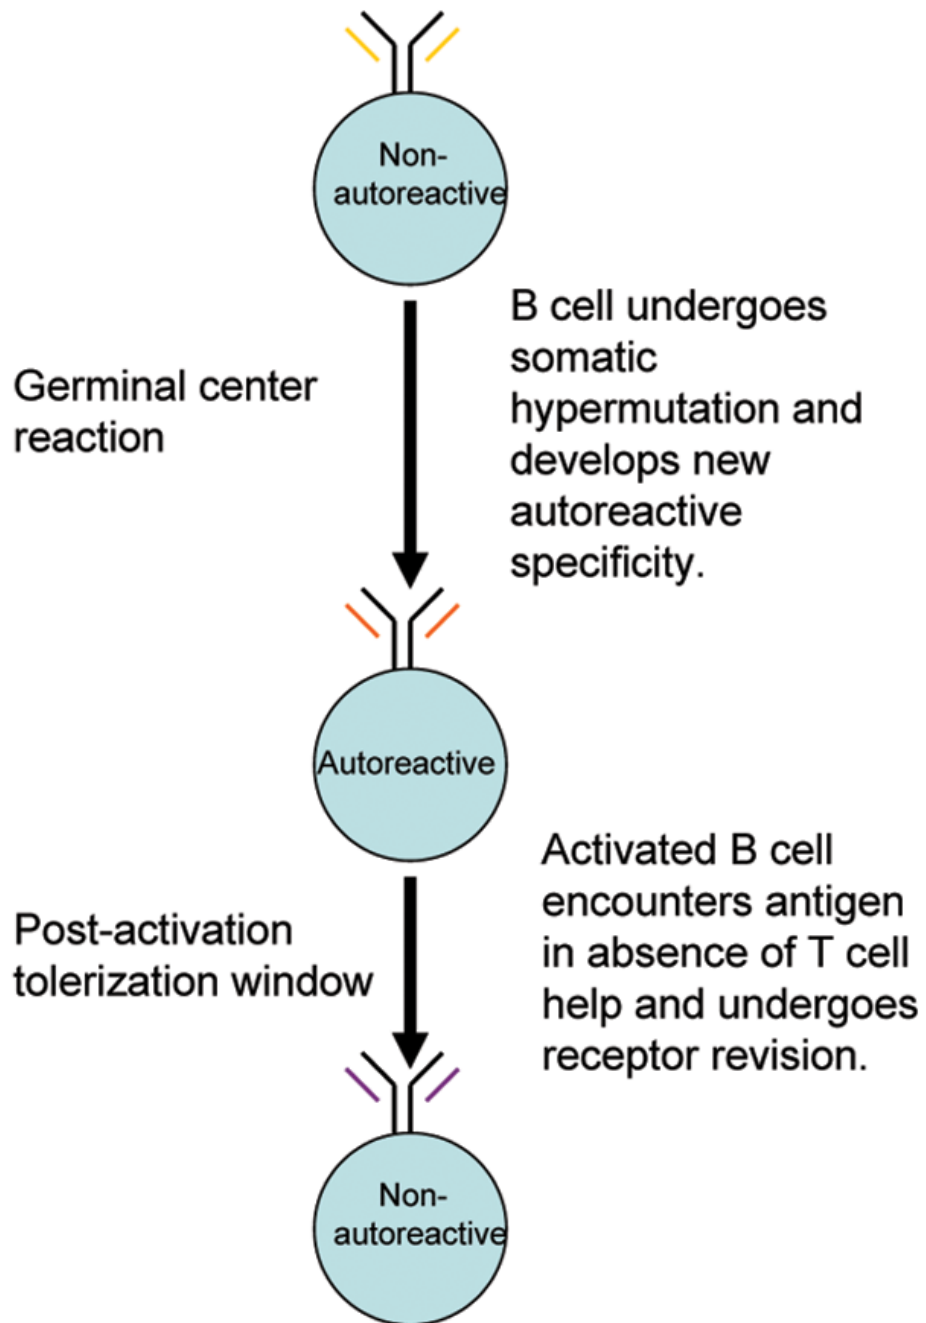 Non-
autoreactive
Germinal center
reaction
B cell undergoes
somatic
hypermutation and
develops new
autoreactive
specificity.
Autoreactive
Post-activation
tolerization window
Activated B cell
encounters antigen
in absence of T cell
help and undergoes
receptor revision.
Non-
autoreactive